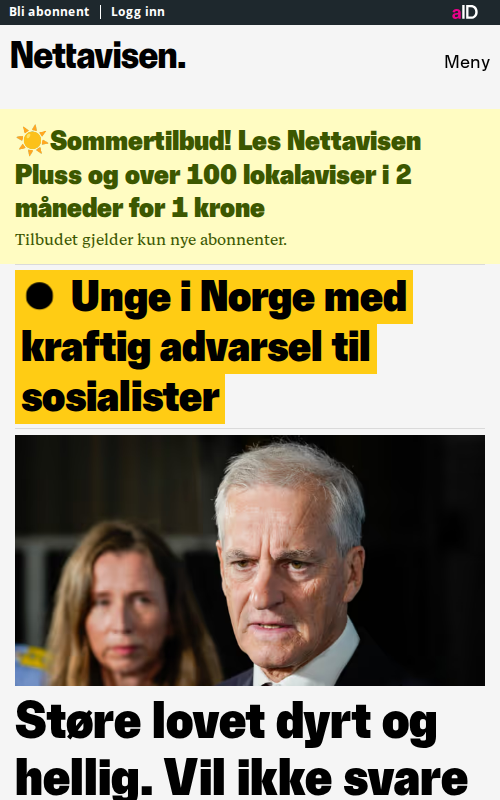 Bli abonnent
Logg inn
aID
Nettavisen.
Meny
☀️Sommertilbud! Les Nettavisen
Pluss og over 100 lokalaviser i 2
måneder for 1 krone
Tilbudet gjelder kun nye abonnenter.
Unge i Norge med
kraftig advarsel til
sosialister
Støre lovet dyrt og
hellig. Vil ikke svare